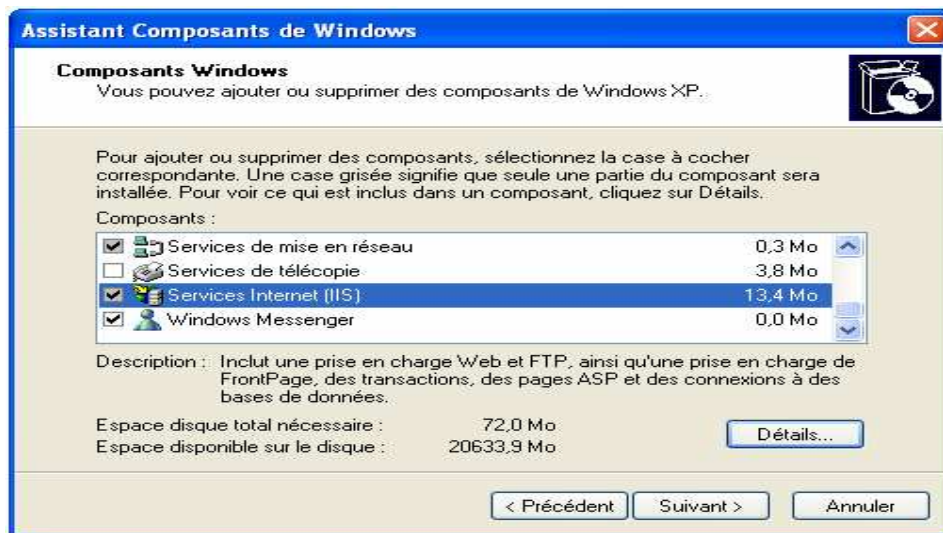 Assistant Composants de Windows
Composants Windows
Vous pouvez ajouter ou supprimer des composants de Windows XP.
Pour ajouter ou supprimer des composants, sélectionnez la case à cocher
correspondante. Une case grisée signifie que seule une partie du composant sera
installée. Pour voir ce qui est inclus dans un composant, cliquez sur Détails.
Composants :
Services de mise en réseau 0,3 Mo
Services de télécopie 3,8 Mo
Services Internet (IIS) 13,4 Mo
Windows Messenger 0,0 Mo
Description : Inclut une prise en charge Web et FTP, ainsi qu'une prise en charge de
FrontPage, des transactions, des pages ASP et des connexions à des
bases de données.
Espace disque total nécessaire : 72,0 Mo
Espace disponible sur le disque : 20633,9 Mo
Détails...
< Précédent Suivant > Annuler